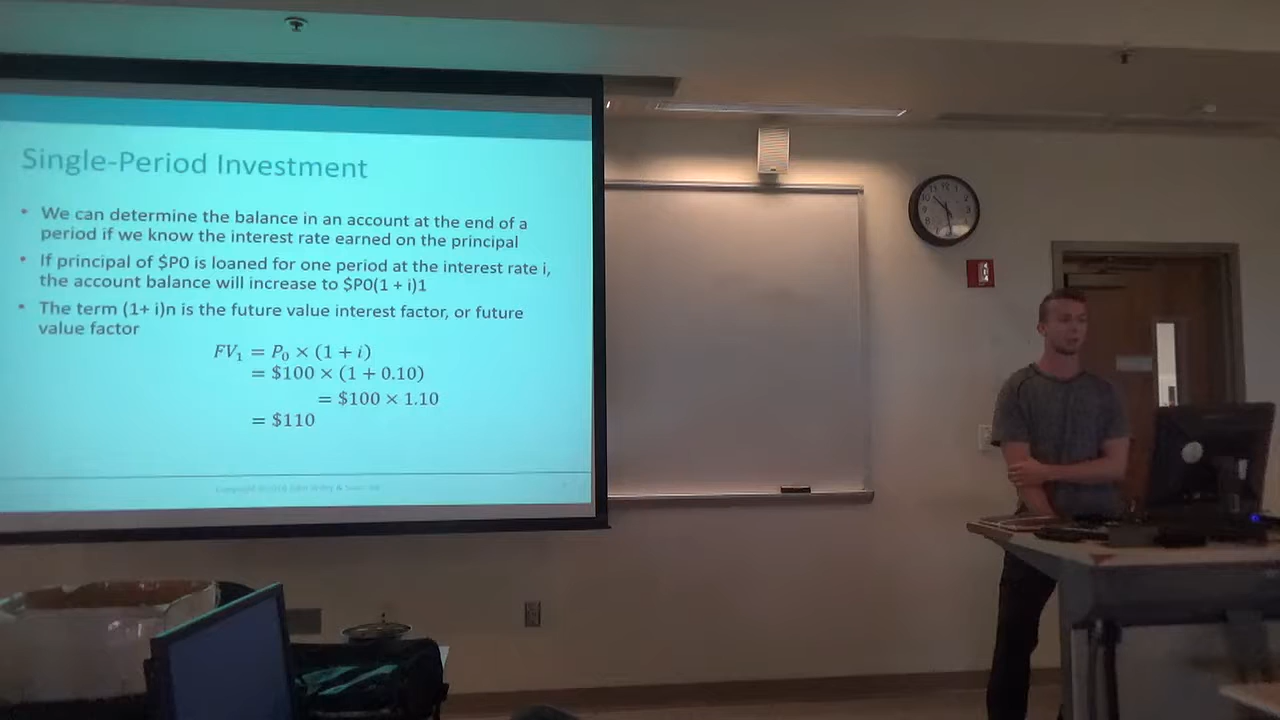 Single-Period Investment
• We can determine the balance in an account at the end of a
period if we know the interest rate earned on the principal
• If principal of $P0 is loaned for one period at the interest rate i,
the account balance will increase to $P0(1 + i)1
• The term (1+ i)n is the future value interest factor, or future
value factor
FV₁ = P₀ × (1 + i)
= $100 × (1 + 0.10)
= $100 × 1.10
= $110